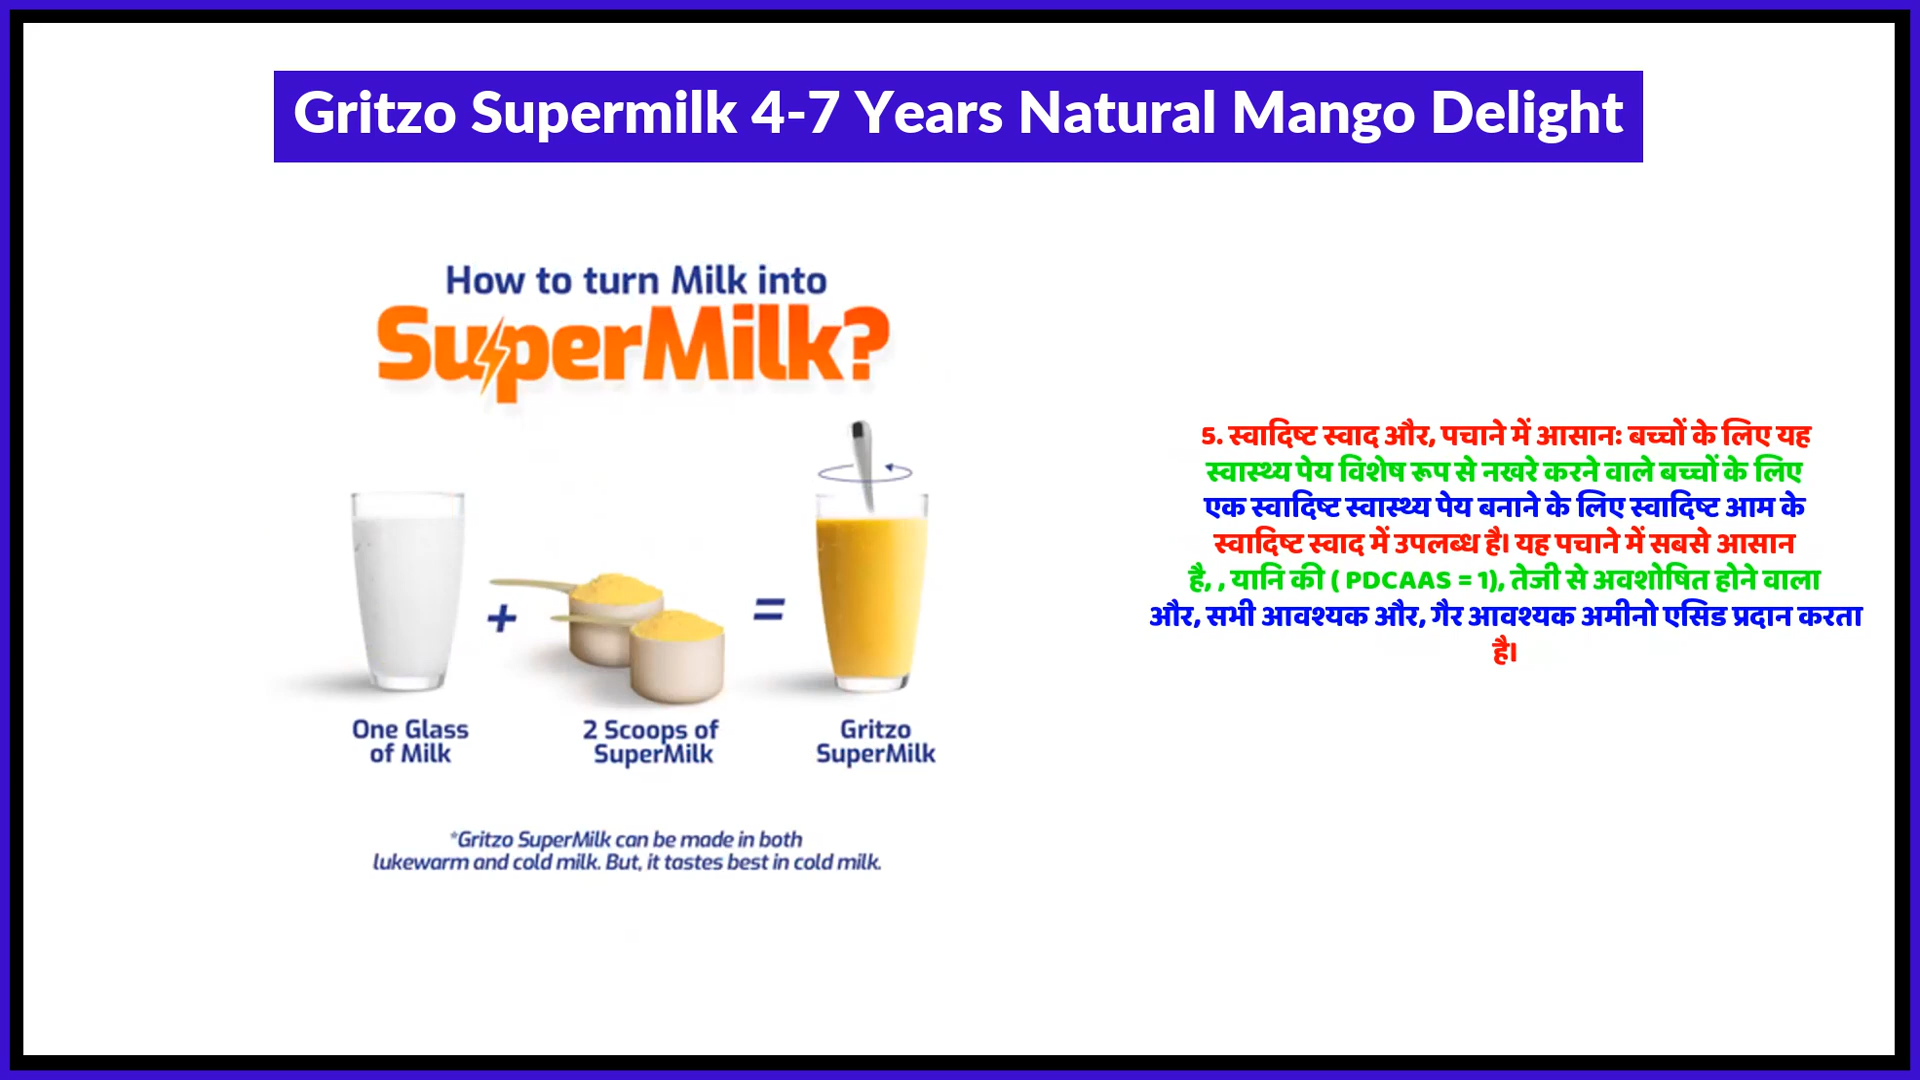 Gritzo Supermilk 4-7 Years Natural Mango Delight
How to turn Milk into
SuperMilk?
5. स्वादिष्ट स्वाद और, पचाने में आसान: बच्चों के लिए यह
स्वास्थ्य पेय विशेष रूप से नखरे करने वाले बच्चों के लिए
एक स्वादिष्ट स्वास्थ्य पेय बनाने के लिए स्वादिष्ट आम के
स्वादिष्ट स्वाद में उपलब्ध है। यह पचाने में सबसे आसान
है, , यानि की ( PDCAAS = 1), तेजी से अवशोषित होने वाला
और, सभी आवश्यक और, गैर आवश्यक अमीनो एसिड प्रदान करता
है।
+
=
One Glass
of Milk
2 Scoops of
SuperMilk
Gritzo
SuperMilk
*Gritzo SuperMilk can be made in both
lukewarm and cold milk. But, it tastes best in cold milk.